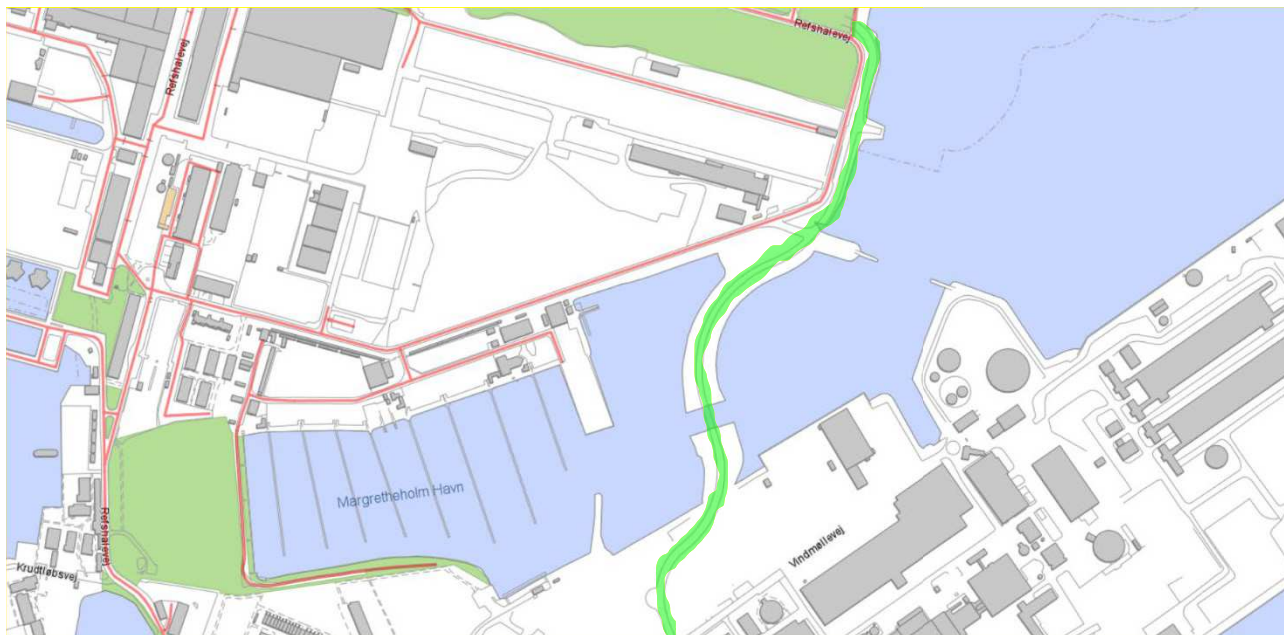 Refshalevej
Refshalevej
Margretheholm Havn
Refshalevej
Vindmøllevej
Krudtløbsvej